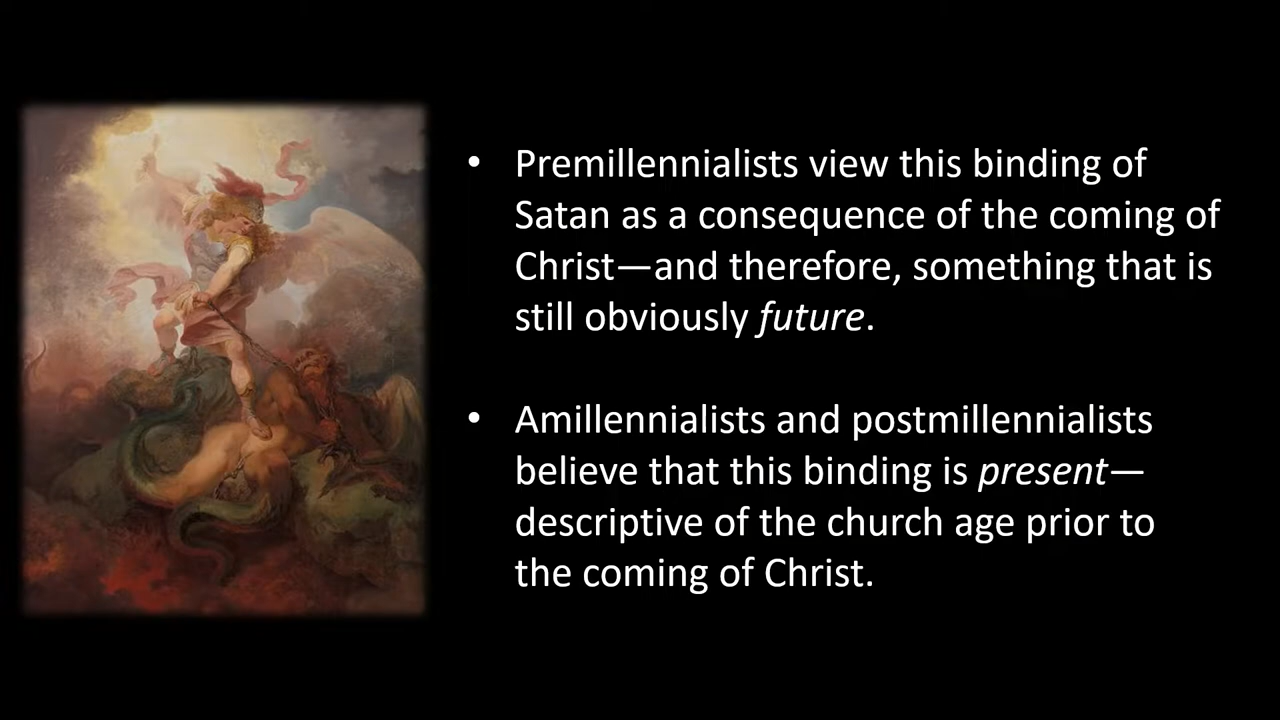 • Premillennialists view this binding of
Satan as a consequence of the coming of
Christ—and therefore, something that is
still obviously future.
• Amillennialists and postmillennialists
believe that this binding is present—
descriptive of the church age prior to
the coming of Christ.